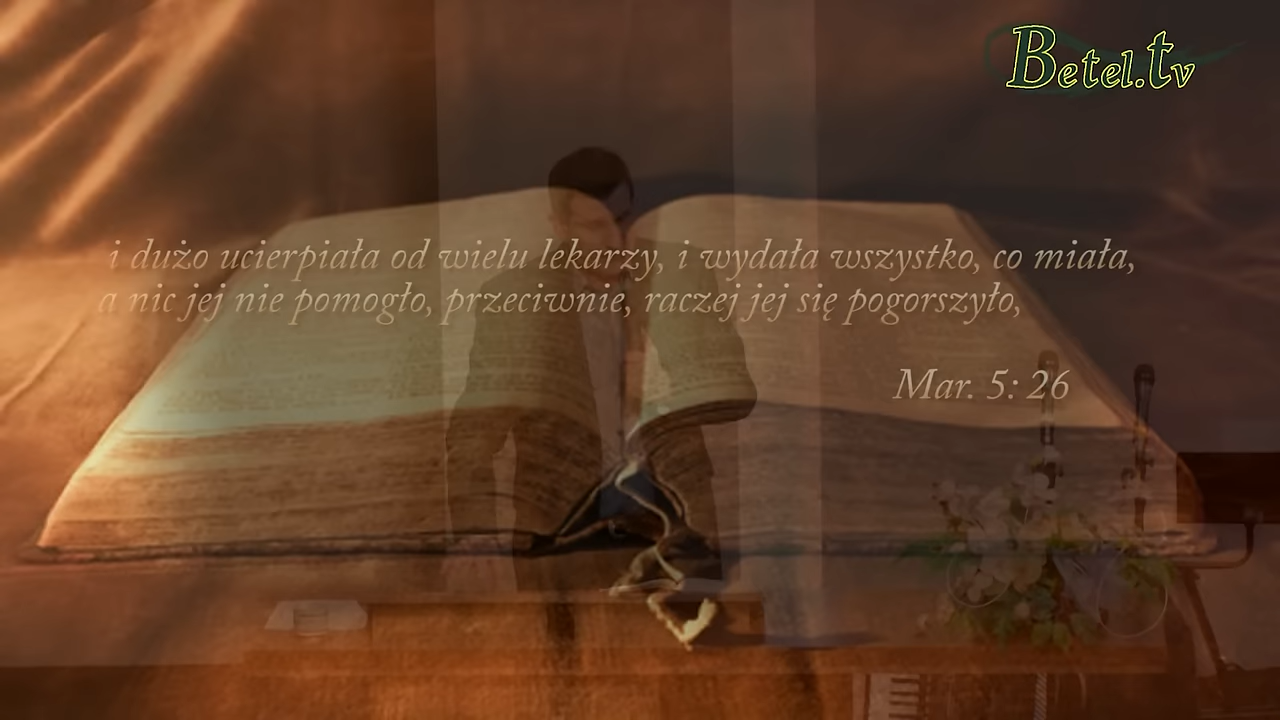 Betel.tv
i dużo ucierpiała od wielu lekarzy, i wydała wszystko, co miała,
a nic jej nie pomogło, przeciwnie, raczej jej się pogorszyło,
Mar. 5: 26